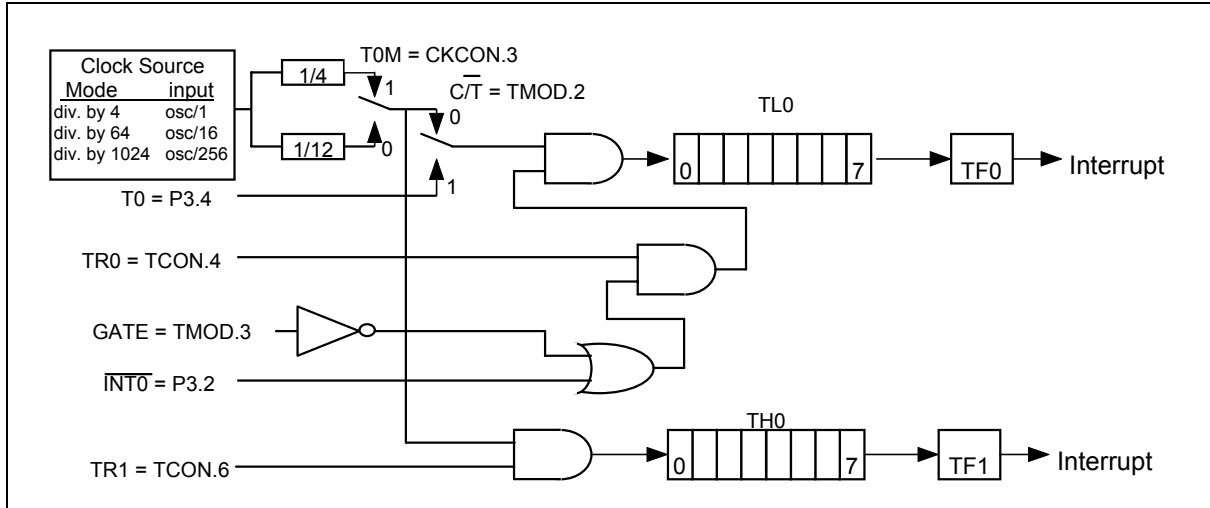 Clock Source
Mode input
div. by 4 osc/1
div. by 64 osc/16
div. by 1024 osc/256
1/4
1/12
T0M = CKCON.3
1
0
C/T̅ = TMOD.2
0
1
T0 = P3.4
TL0
0 7
TF0
Interrupt
TR0 = TCON.4
GATE = TMOD.3
I̅N̅T̅0̅ = P3.2
TH0
TR1 = TCON.6
0 7
TF1
Interrupt